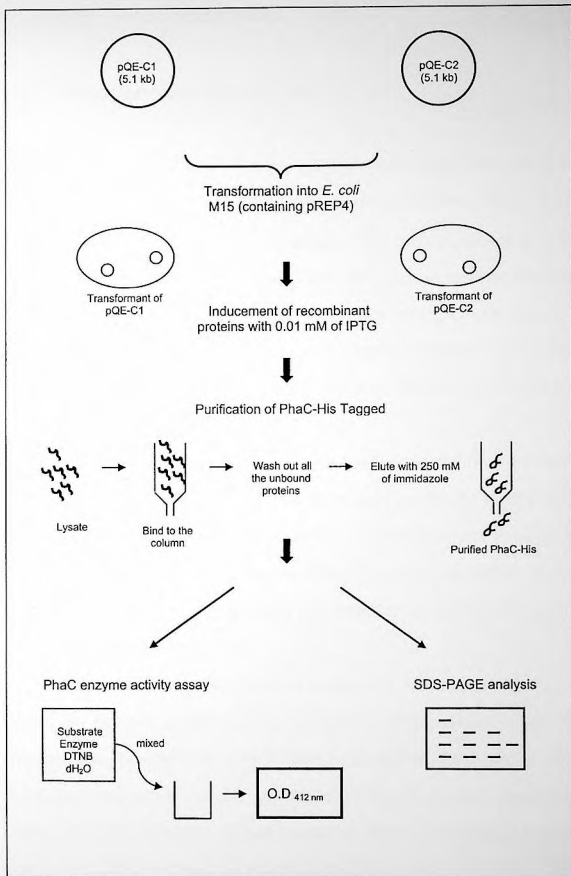 pQE-C1
(5.1 kb)
pQE-C2
(5.1 kb)
Transformation into E. coli
M15 (containing pREP4)
Transformant of
pQE-C1
Transformant of
pQE-C2
Inducement of recombinant
proteins with 0.01 mM of IPTG
Purification of PhaC-His Tagged
Lysate
Bind to the
column
Wash out all
the unbound
proteins
Elute with 250 mM
of immidazole
Purified PhaC-His
PhaC enzyme activity assay
Substrate
Enzyme
DTNB
dH₂O
mixed
O.D 412 nm
SDS-PAGE analysis